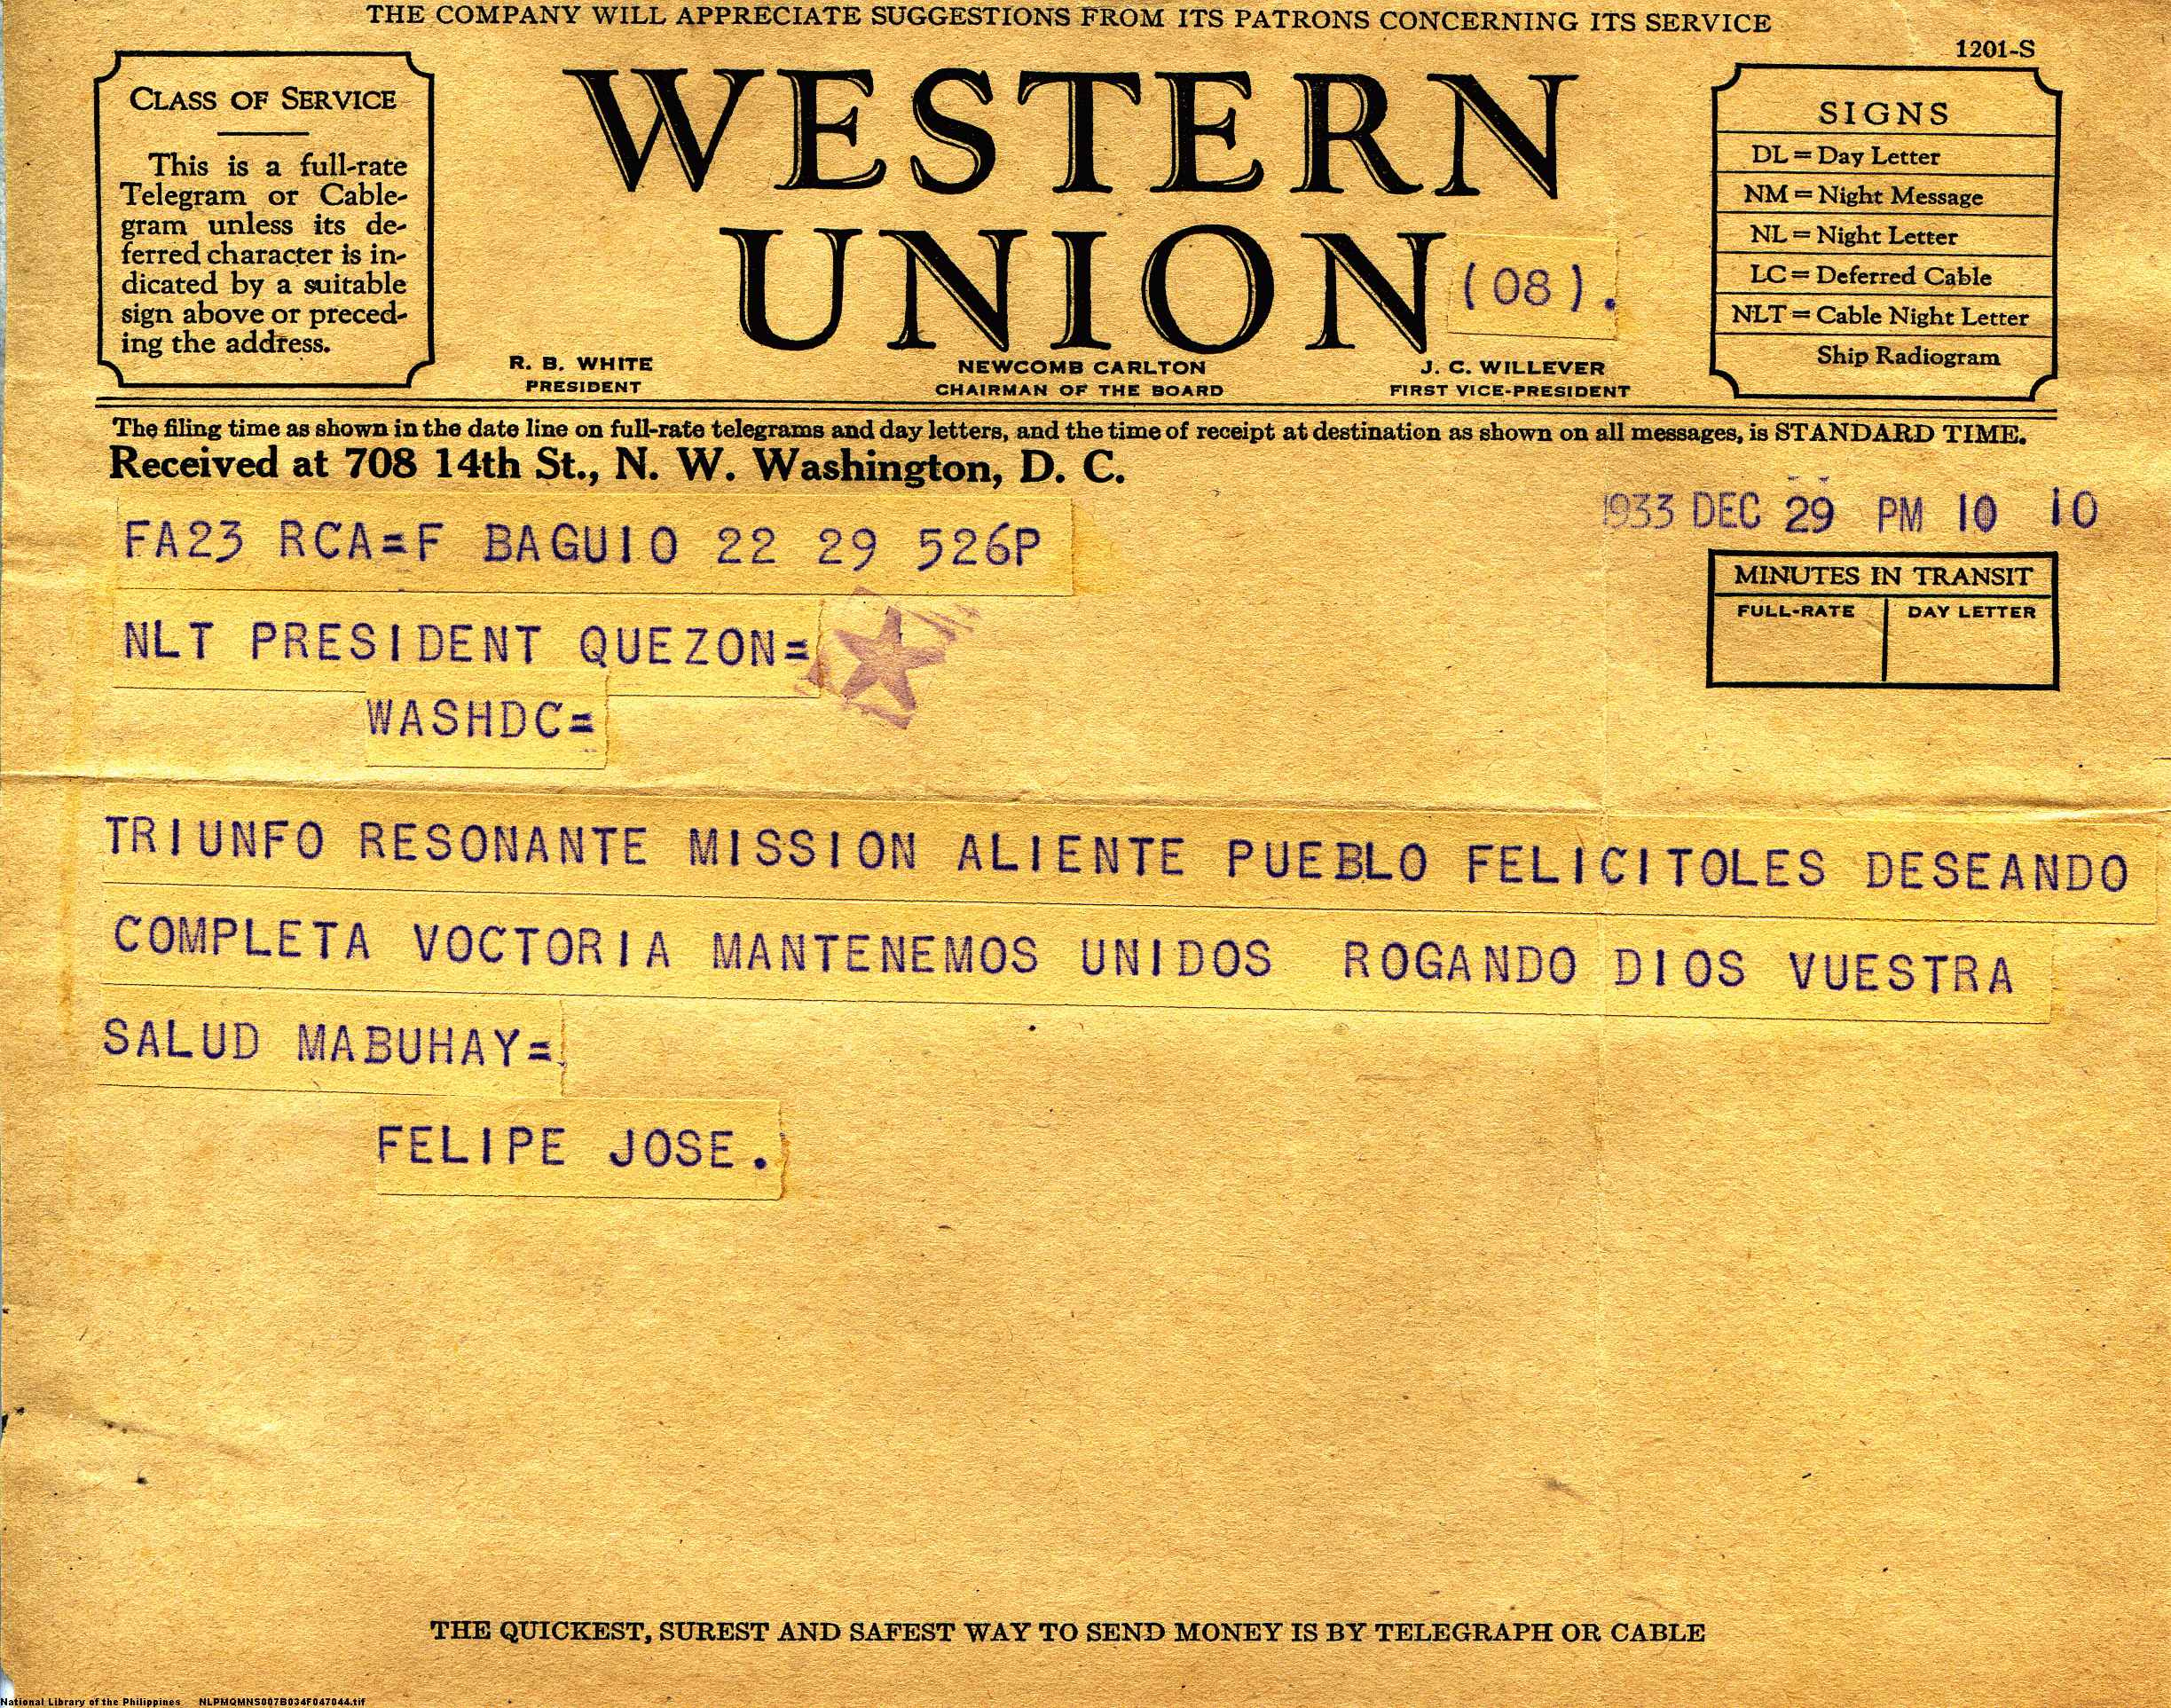 THE COMPANY WILL APPRECIATE SUGGESTIONS FROM ITS PATRONS CONCERNING ITS SERVICE
1201-S
CLASS OF SERVICE
This is a full-rate
Telegram or Cable-
gram unless its de-
ferred character is in-
dicated by a suitable
sign above or preced-
ing the address.
WESTERN
UNION
(08).
R. B. WHITE
PRESIDENT
NEWCOMB CARLTON
CHAIRMAN OF THE BOARD
J. C. WILLEVER
FIRST VICE-PRESIDENT
SIGNS
DL = Day Letter
NM = Night Message
NL = Night Letter
LC = Deferred Cable
NLT = Cable Night Letter
Ship Radiogram
The filing time as shown in the date line on full-rate telegrams and day letters, and the time of receipt at destination as shown on all messages, is STANDARD TIME.
Received at 708 14th St., N. W. Washington, D. C.
1933 DEC 29 PM 10 10
FA23 RCA=F BAGUIO 22 29 526P
MINUTES IN TRANSIT
FULL-RATE
DAY LETTER
NLT PRESIDENT QUEZON=
WASHDC=
TRIUNFO RESONANTE MISSION ALIENTE PUEBLO FELICITOLES DESEANDO
COMPLETA VOCTORIA MANTENEMOS UNIDOS ROGANDO DIOS VUESTRA
SALUD MABUHAY=
FELIPE JOSE.
THE QUICKEST, SUREST AND SAFEST WAY TO SEND MONEY IS BY TELEGRAPH OR CABLE
National Library of the Philippines NLPMQMNS007B034F047044.tif